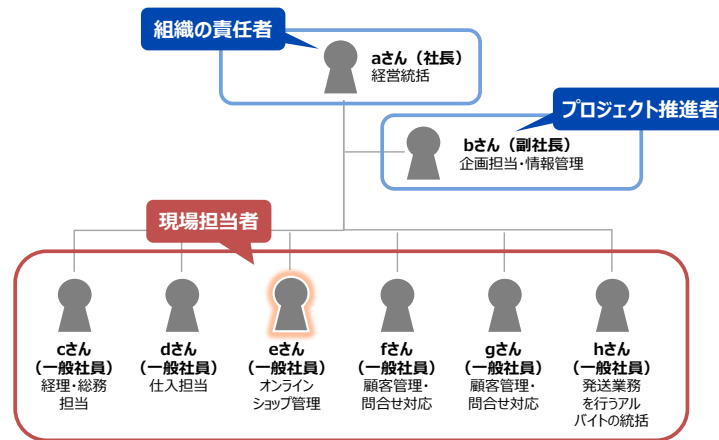 組織の責任者
aさん（社長）
経営統括
プロジェクト推進者
bさん（副社長）
企画担当・情報管理
現場担当者
cさん
（一般社員）
経理・総務
担当
dさん
（一般社員）
仕入担当
eさん
（一般社員）
オンライン
ショップ管理
fさん
（一般社員）
顧客管理・
問合せ対応
gさん
（一般社員）
顧客管理・
問合せ対応
hさん
（一般社員）
発送業務
を行うアル
バイトの統括